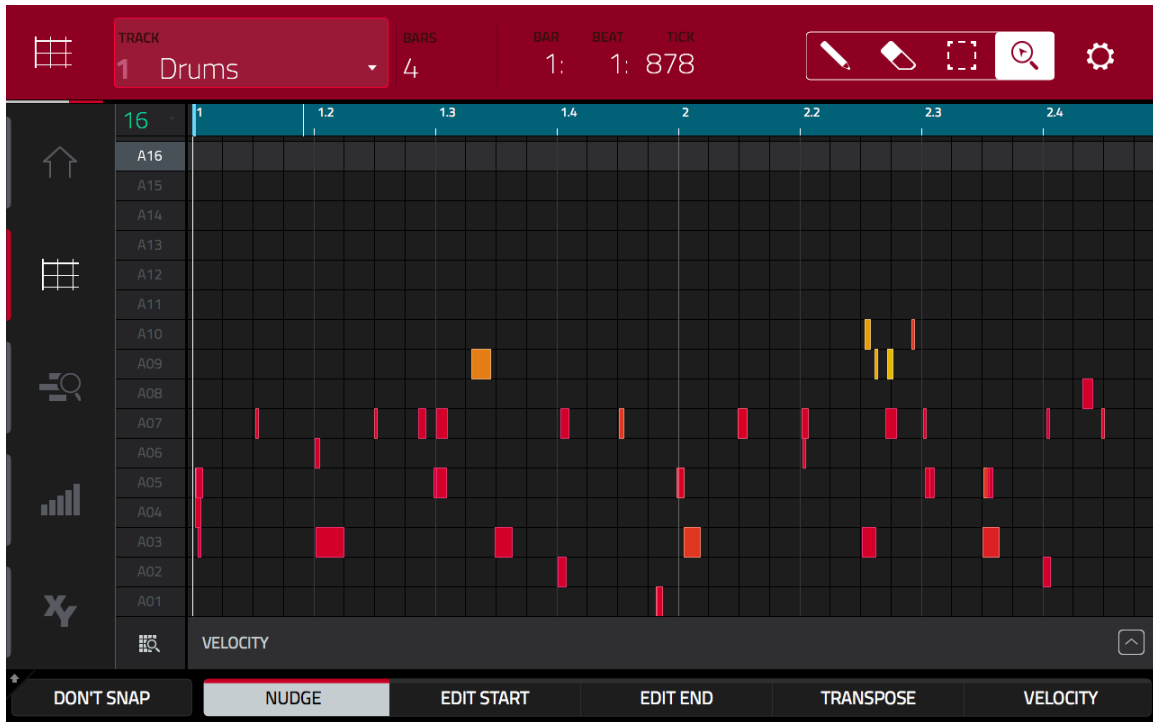 TRACK BARS BAR BEAT TICK
1 Drums 4 1: 1: 878
16 1 1.2 1.3 1.4 2 2.2 2.3 2.4
A16
A15
A14
A13
A12
A11
A10
A09
A08
A07
A06
A05
A04
A03
A02
A01
XY
VELOCITY
DON'T SNAP NUDGE EDIT START EDIT END TRANSPOSE VELOCITY